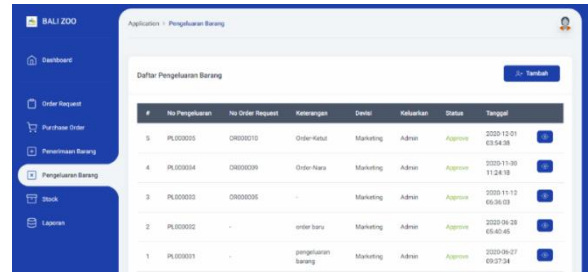 BALI ZOO
Application > Pengeluaran Barang
Dashboard
Order Request
Purchase Order
Penerimaan Barang
Pengeluaran Barang
Stock
Laporan
Daftar Pengeluaran Barang
Tambah
# No Pengeluaran No Order Request Keterangan Devisi Keluarkan Status Tanggal
5 PL000005 OR000010 Order-Ketut Marketing Admin Approve 2020-12-01
03:54:38
4 PL000004 OR000009 Order-Nara Marketing Admin Approve 2020-11-30
11:24:18
3 PL000003 OR000005 - Marketing Admin Approve 2020-11-12
06:36:03
2 PL000002 - order baru Marketing Admin Approve 2020-06-28
05:40:45
1 PL000001 - pengeluaran
barang Marketing Admin Approve 2020-06-27
09:37:24